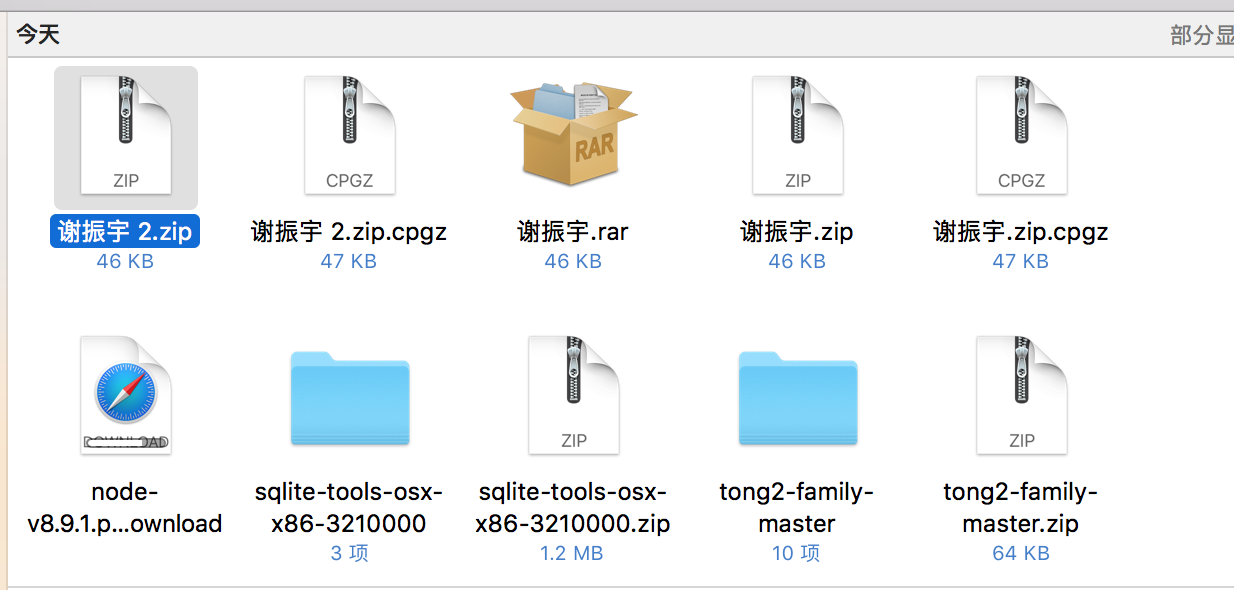 今天
部分显
ZIP
CPGZ
RAR
ZIP
CPGZ
谢振宇 2.zip
谢振宇 2.zip.cpgz
谢振宇.rar
谢振宇.zip
谢振宇.zip.cpgz
46 KB
47 KB
46 KB
46 KB
47 KB
DOWNLOAD
ZIP
ZIP
node-
v8.9.1.p...ownload
sqlite-tools-osx-
x86-3210000
3 项
sqlite-tools-osx-
x86-3210000.zip
1.2 MB
tong2-family-
master
10 项
tong2-family-
master.zip
64 KB